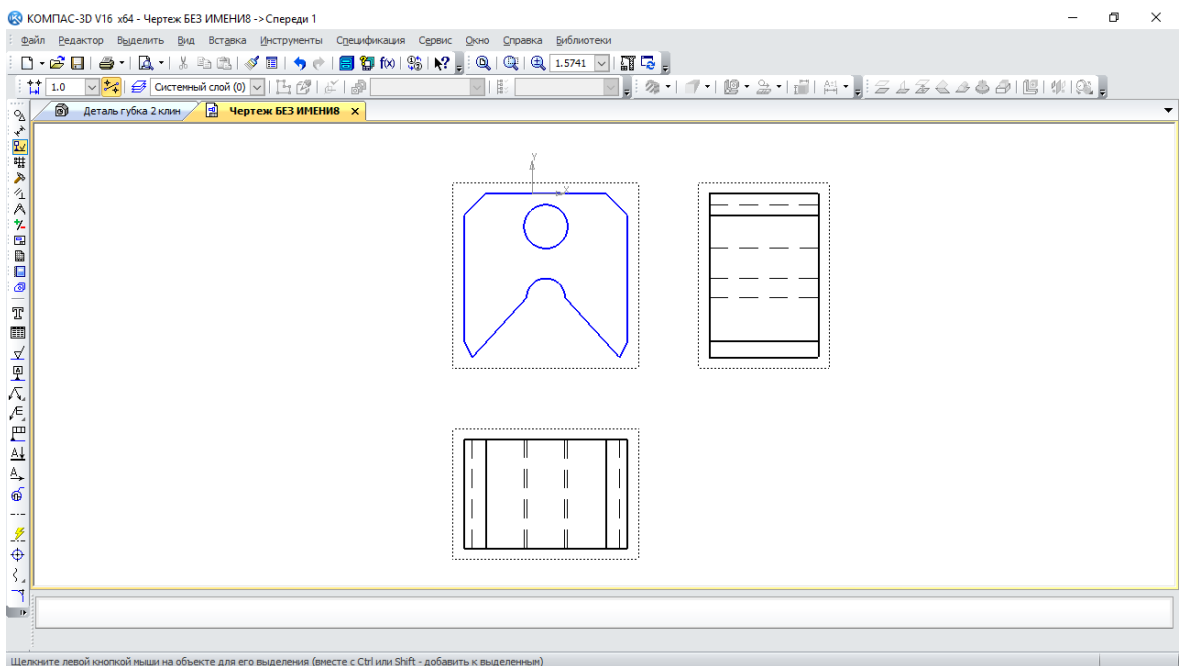 КОМПАС-3D V16 x64 - Чертеж БЕЗ ИМЕНИ8 ->Спереди 1
Файл Редактор Выделить Вид Вставка Инструменты Спецификация Сервис Окно Справка Библиотеки
1.5741
1.0 Системный слой (0)
Деталь губка 2 клин Чертеж БЕЗ ИМЕНИ8
Y
X
Щелкните левой кнопкой мыши на объекте для его выделения (вместе с Ctrl или Shift - добавить к выделенным)